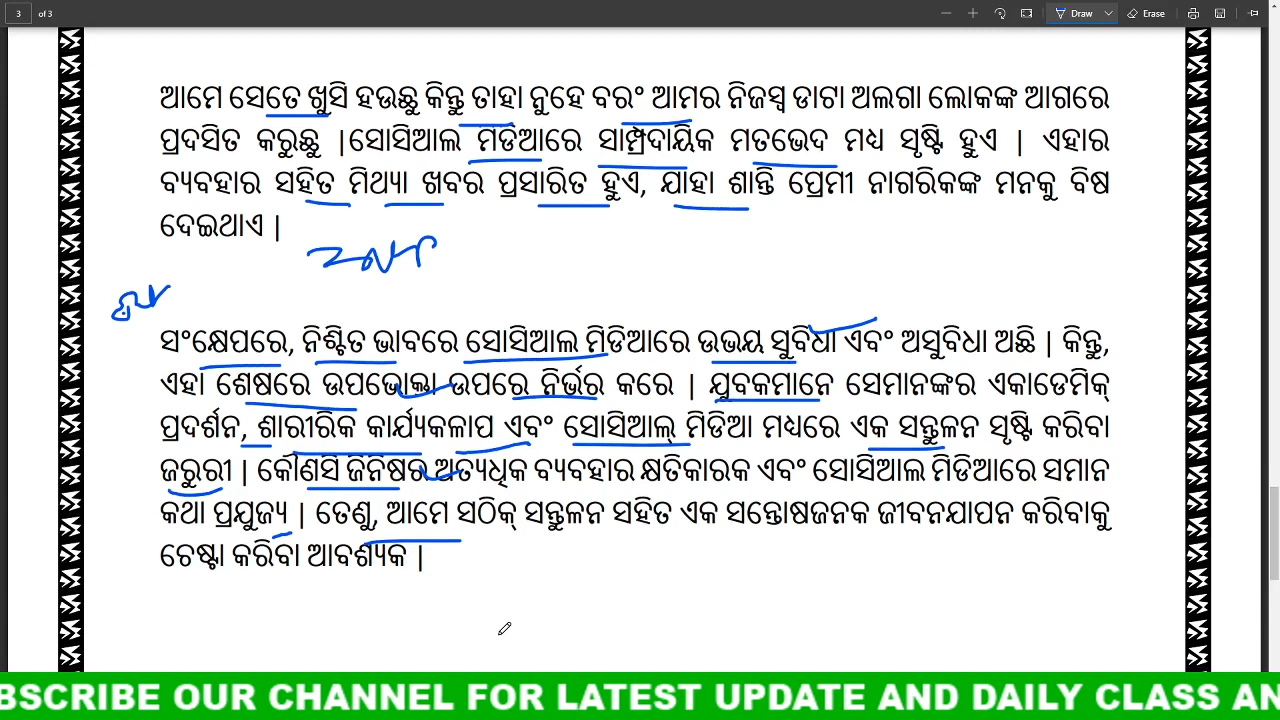 3 of 3 Draw Erase
ଆମେ ସେତେ ଖୁସି ହଉଛୁ କିନ୍ତୁ ତାହା ନୁହେ ବରଂ ଆମର ନିଜସ୍ୱ ଡାଟା ଅଲଗା ଲୋକଙ୍କ ଆଗରେ
ପ୍ରଦସିତ କରୁଛୁ |ସୋସିଆଲ ମିଡିଆରେ ସାମ୍ପ୍ରଦାୟିକ ମତଭେଦ ମଧ୍ୟ ସୃଷ୍ଟି ହୁଏ | ଏହାର
ବ୍ୟବହାର ସହିତ ମିଥ୍ୟା ଖବର ପ୍ରସାରିତ ହୁଏ, ଯାହା ଶାନ୍ତି ପ୍ରେମୀ ନାଗରିକଙ୍କ ମନକୁ ବିଷ
ଦେଇଥାଏ |
ସଂକ୍ଷେପରେ, ନିଶ୍ଚିତ ଭାବରେ ସୋସିଆଲ ମିଡିଆରେ ଉଭୟ ସୁବିଧା ଏବଂ ଅସୁବିଧା ଅଛି | କିନ୍ତୁ,
ଏହା ଶେଷରେ ଉପଭୋକ୍ତା ଉପରେ ନିର୍ଭର କରେ | ଯୁବକମାନେ ସେମାନଙ୍କର ଏକାଡେମିକ୍
ପ୍ରଦର୍ଶନ, ଶାରୀରିକ କାର୍ଯ୍ୟକଳାପ ଏବଂ ସୋସିଆଲ୍ ମିଡିଆ ମଧ୍ୟରେ ଏକ ସନ୍ତୁଳନ ସୃଷ୍ଟି କରିବା
ଜରୁରୀ | କୌଣସି ଜିନିଷର ଅତ୍ୟଧିକ ବ୍ୟବହାର କ୍ଷତିକାରକ ଏବଂ ସୋସିଆଲ ମିଡିଆରେ ସମାନ
କଥା ପ୍ରଯୁଜ୍ୟ | ତେଣୁ, ଆମେ ସଠିକ୍ ସନ୍ତୁଳନ ସହିତ ଏକ ସନ୍ତୋଷଜନକ ଜୀବନଯାପନ କରିବାକୁ
ଚେଷ୍ଟା କରିବା ଆବଶ୍ୟକ |
BSCRIBE OUR CHANNEL FOR LATEST UPDATE AND DAILY CLASS AN